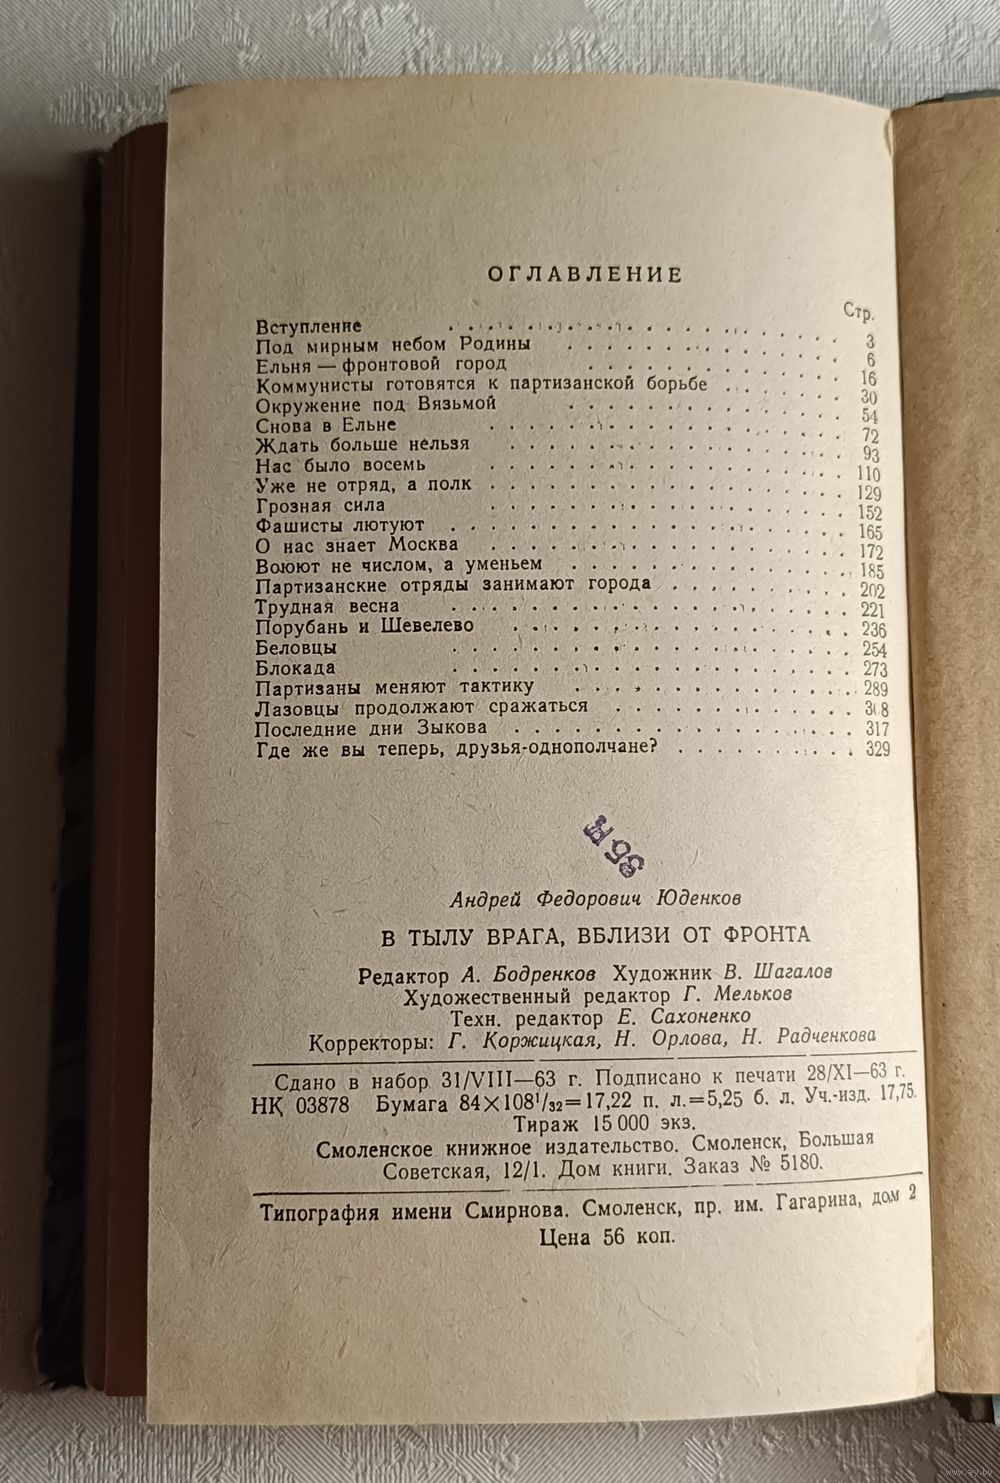 ОГЛАВЛЕНИЕ
Стр.
Вступление 3
Под мирным небом Родины 6
Ельня — фронтовой город 16
Коммунисты готовятся к партизанской борьбе 30
Окружение под Вязьмой 54
Снова в Ельне 72
Ждать больше нельзя 93
Нас было восемь 110
Уже не отряд, а полк 129
Грозная сила 152
Фашисты лютуют 165
О нас знает Москва 172
Воюют не числом, а уменьем 185
Партизанские отряды занимают города 202
Трудная весна 221
Порубань и Шевелево 236
Беловцы 254
Блокада 273
Партизаны меняют тактику 289
Лазовцы продолжают сражаться 308
Последние дни Зыкова 317
Где же вы теперь, друзья-однополчане? 329
Андрей Федорович Юденков
В ТЫЛУ ВРАГА, ВБЛИЗИ ОТ ФРОНТА
Редактор А. Бодренков Художник В. Шагалов
Художественный редактор Г. Мельков
Техн. редактор Е. Сахоненко
Корректоры: Г. Коржицкая, Н. Орлова, Н. Радченкова
Сдано в набор 31/VIII—63 г. Подписано к печати 28/XI—63 г.
НК 03878 Бумага 84×108¹/₃₂=17,22 п. л.=5,25 б. л. Уч.-изд. 17,75.
Тираж 15 000 экз.
Смоленское книжное издательство. Смоленск, Большая
Советская, 12/1. Дом книги. Заказ № 5180.
Типография имени Смирнова. Смоленск, пр. им. Гагарина, дом 2
Цена 56 коп.
www.ay.by